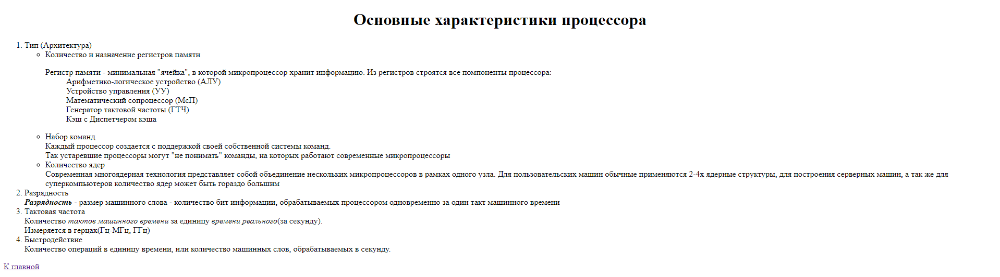 Основные характеристики процессора
1. Тип (Архитектура)
Количество и назначение регистров памяти
Регистр памяти - минимальная "ячейка", в которой микропроцессор хранит информацию. Из регистров строятся все помпоненты процессора:
Арифметико-логическое устройство (АЛУ)
Устройство управления (УУ)
Математический сопроцессор (МсП)
Генератор тактовой частоты (ГТЧ)
Кэш с Диспетчером кэша
Набор команд
Каждый процессор создается с поддержкой своей собственной системы команд.
Так устаревшие процессоры могут "не понимать" команды, на которых работают современные микропроцессоры
Количество ядер
Современная многоядерная технология представляет собой объединение нескольких микропроцессоров в рамках одного узла. Для пользовательских машин обычные применяются 2-4х ядерные структуры, для построения серверных машин, а так же для
суперкомпьютеров количество ядер может быть гораздо большим
2. Разрядность
Разрядность - размер машинного слова - количество бит информации, обрабатываемых процессором одновременно за один такт машинного времени
3. Тактовая частота
Количество тактов машинного времени за единицу времени реального(за секунду).
Измеряется в герцах(Гц-МГц, ГГц)
4. Быстродействие
Количество операций в единицу времени, или количество машинных слов, обрабатываемых в секунду.
К главной